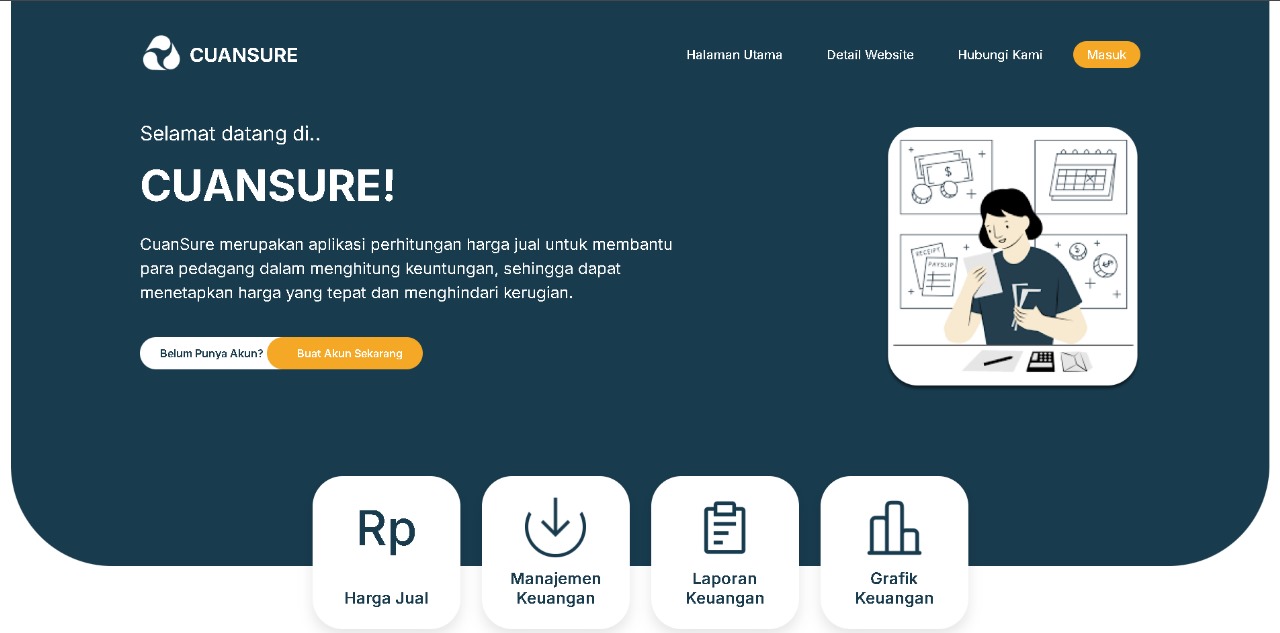 CUANSURE
Halaman Utama
Detail Website
Hubungi Kami
Masuk
Selamat datang di..
CUANSURE!
CuanSure merupakan aplikasi perhitungan harga jual untuk membantu
para pedagang dalam menghitung keuntungan, sehingga dapat
menetapkan harga yang tepat dan menghindari kerugian.
Belum Punya Akun?
Buat Akun Sekarang
$
RECEIPT
PAYSLIP
$
$
Rp
Harga Jual
Manajemen
Keuangan
Laporan
Keuangan
Grafik
Keuangan